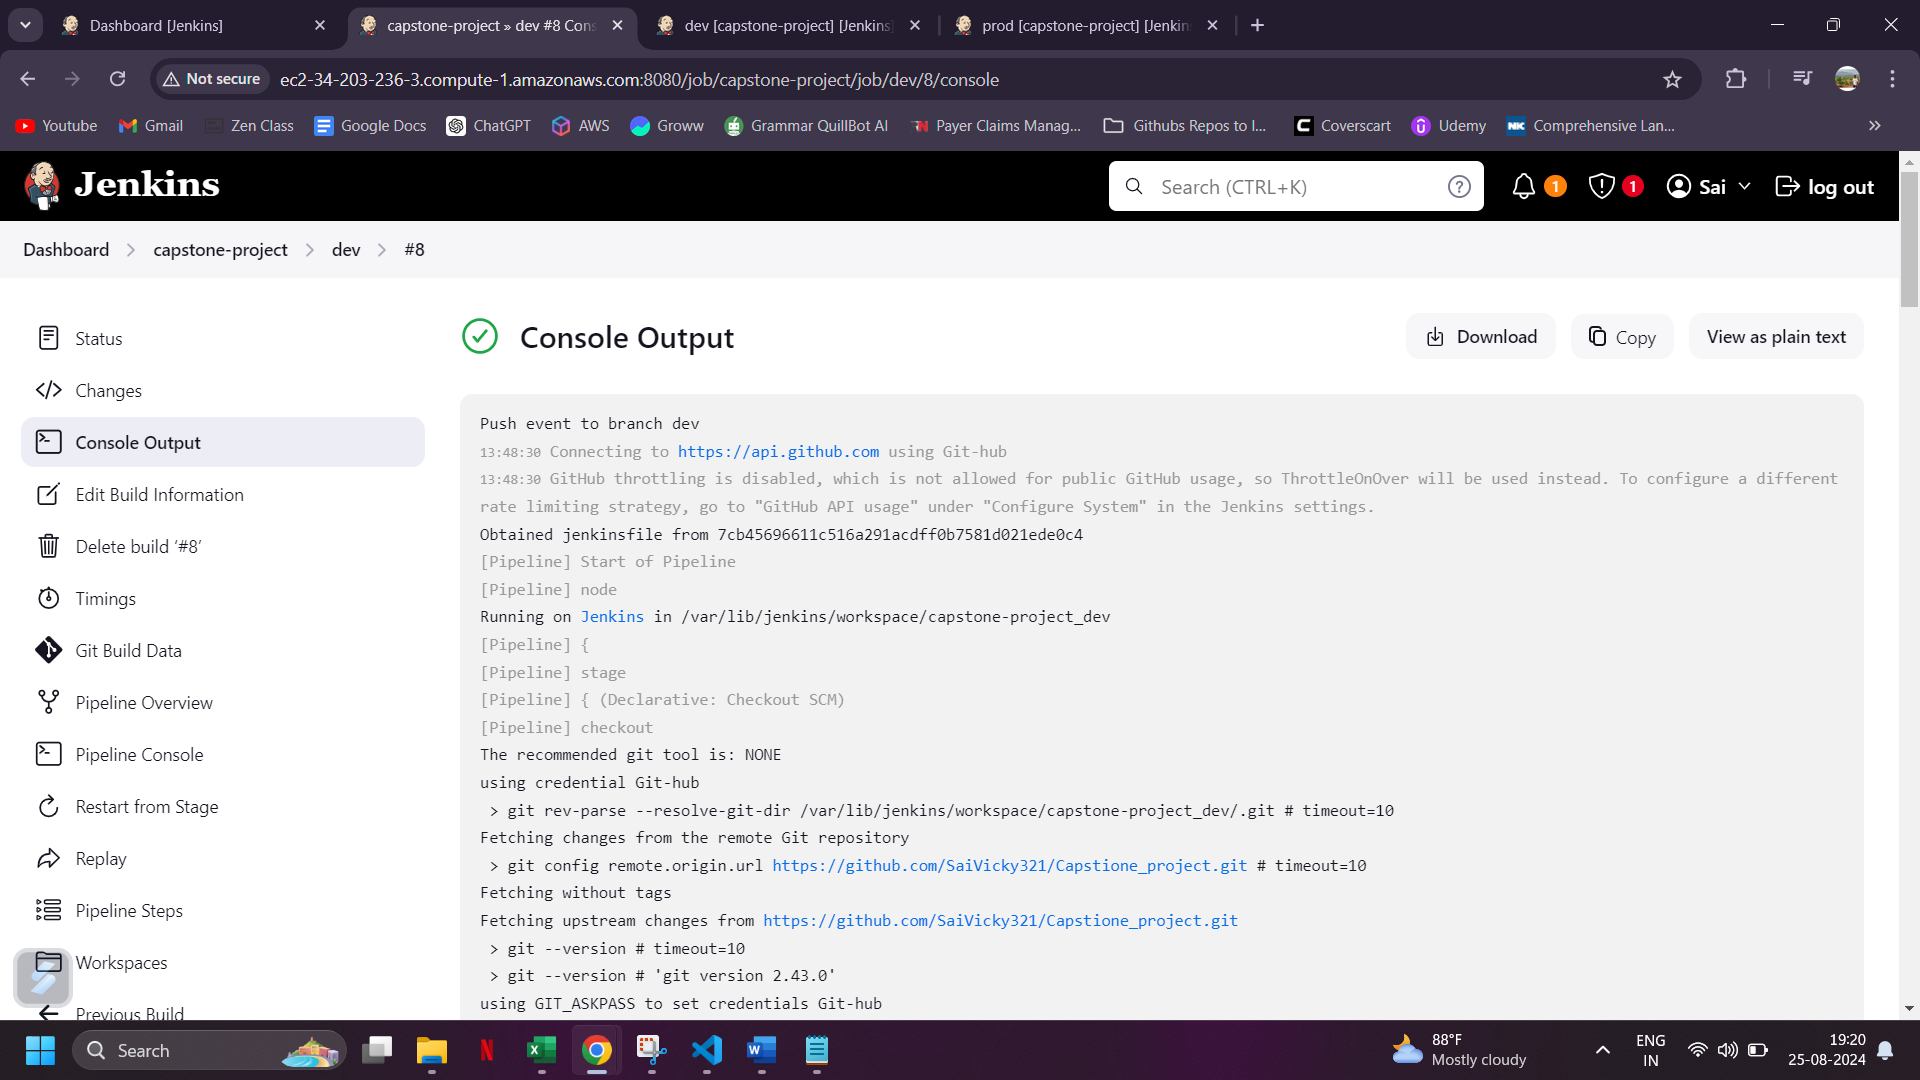 Dashboard [Jenkins]
capstone-project » dev #8 Cons
dev [capstone-project] [Jenkins
prod [capstone-project] [Jenkin
Not secure
ec2-34-203-236-3.compute-1.amazonaws.com:8080/job/capstone-project/job/dev/8/console
Youtube
Gmail
Zen Class
Google Docs
ChatGPT
AWS
Groww
Grammar QuillBot AI
Payer Claims Manag...
Githubs Repos to l...
Coverscart
Udemy
Comprehensive Lan...
Jenkins
Search (CTRL+K)
1
1
Sai
log out
Dashboard
capstone-project
dev
#8
Status
Changes
Console Output
Edit Build Information
Delete build ‘#8’
Timings
Git Build Data
Pipeline Overview
Pipeline Console
Restart from Stage
Replay
Pipeline Steps
Workspaces
Previous Build
Console Output
Download
Copy
View as plain text
Push event to branch dev
13:48:30 Connecting to https://api.github.com using Git-hub
13:48:30 GitHub throttling is disabled, which is not allowed for public GitHub usage, so ThrottleOnOver will be used instead. To configure a different
rate limiting strategy, go to "GitHub API usage" under "Configure System" in the Jenkins settings.
Obtained jenkinsfile from 7cb45696611c516a291acdff0b7581d021ede0c4
[Pipeline] Start of Pipeline
[Pipeline] node
Running on Jenkins in /var/lib/jenkins/workspace/capstone-project_dev
[Pipeline] {
[Pipeline] stage
[Pipeline] { (Declarative: Checkout SCM)
[Pipeline] checkout
The recommended git tool is: NONE
using credential Git-hub
> git rev-parse --resolve-git-dir /var/lib/jenkins/workspace/capstone-project_dev/.git # timeout=10
Fetching changes from the remote Git repository
> git config remote.origin.url https://github.com/SaiVicky321/Capstione_project.git # timeout=10
Fetching without tags
Fetching upstream changes from https://github.com/SaiVicky321/Capstione_project.git
> git --version # timeout=10
> git --version # 'git version 2.43.0'
using GIT_ASKPASS to set credentials Git-hub
Search
88°F
Mostly cloudy
ENG
IN
19:20
25-08-2024